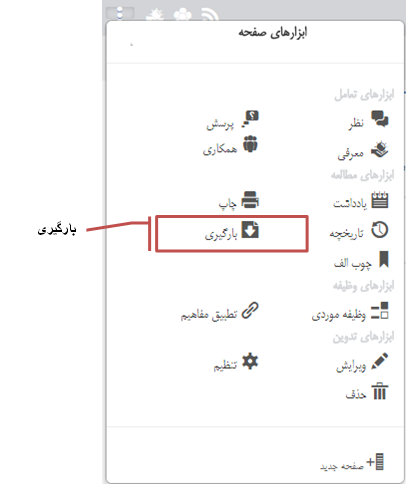 ابزارهای صفحه
ابزارهای تعامل
نظر
پرسش
معرفی
همکاری
ابزارهای مطالعه
یادداشت
چاپ
تاریخچه
بارگیری
بارگیری
چوب الف
ابزارهای وظیفه
وظیفه موردی
تطبیق مفاهیم
ابزارهای تدوین
ویرایش
تنظیم
حذف
صفحه جدید